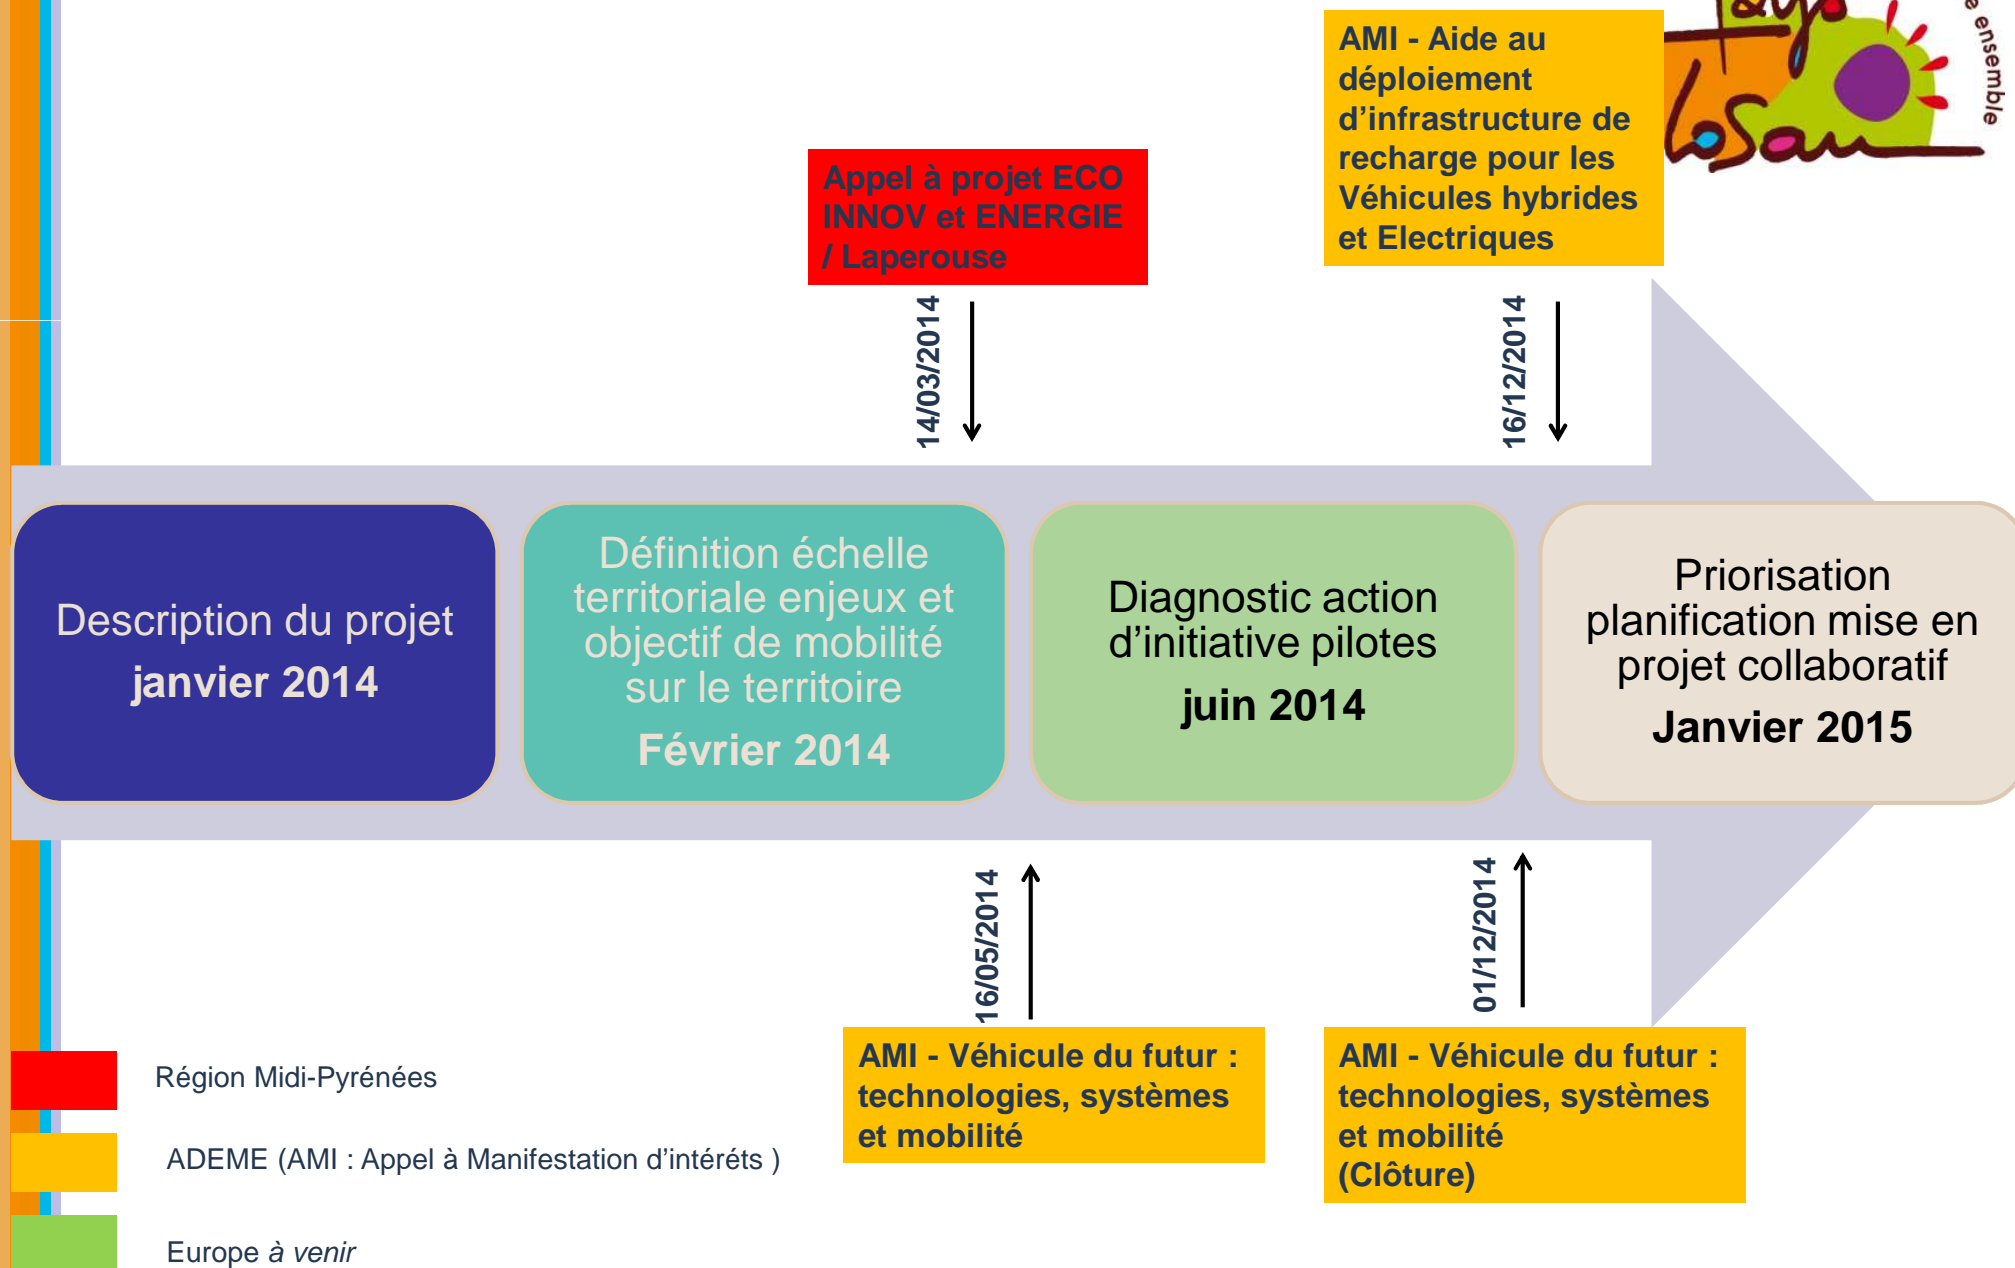 AMI - Aide au
déploiement
d’infrastructure de
recharge pour les
Véhicules hybrides
et Electriques
ensemble
Appel à projet ECO
INNOV et ENERGIE
/ Laperouse
14/03/2014
16/12/2014
Description du projet
janvier 2014
Définition échelle
territoriale enjeux et
objectif de mobilité
sur le territoire
Février 2014
Diagnostic action
d’initiative pilotes
juin 2014
Priorisation
planification mise en
projet collaboratif
Janvier 2015
16/05/2014
01/12/2014
AMI - Véhicule du futur :
technologies, systèmes
et mobilité
AMI - Véhicule du futur :
technologies, systèmes
et mobilité
(Clôture)
Région Midi-Pyrénées
ADEME (AMI : Appel à Manifestation d’intéréts )
Europe à venir